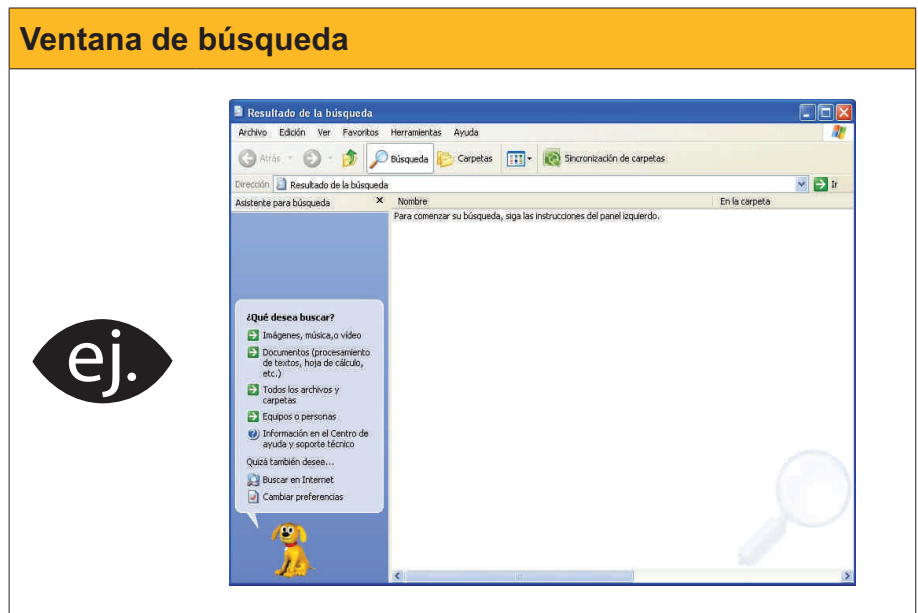 Ventana de búsqueda
Resultado de la búsqueda
Archivo Edición Ver Favoritos Herramientas Ayuda
Atrás Búsqueda Carpetas Sincronización de carpetas
Dirección Resultado de la búsqueda Ir
Asistente para búsqueda Nombre En la carpeta
Para comenzar su búsqueda, siga las instrucciones del panel izquierdo.
¿Qué desea buscar?
Imágenes, música,o vídeo
Documentos (procesamiento
de textos, hoja de cálculo,
etc.)
Todos los archivos y
carpetas
Equipos o personas
Información en el Centro de
ayuda y soporte técnico
Quizá también desee...
Buscar en Internet
Cambiar preferencias
ej.